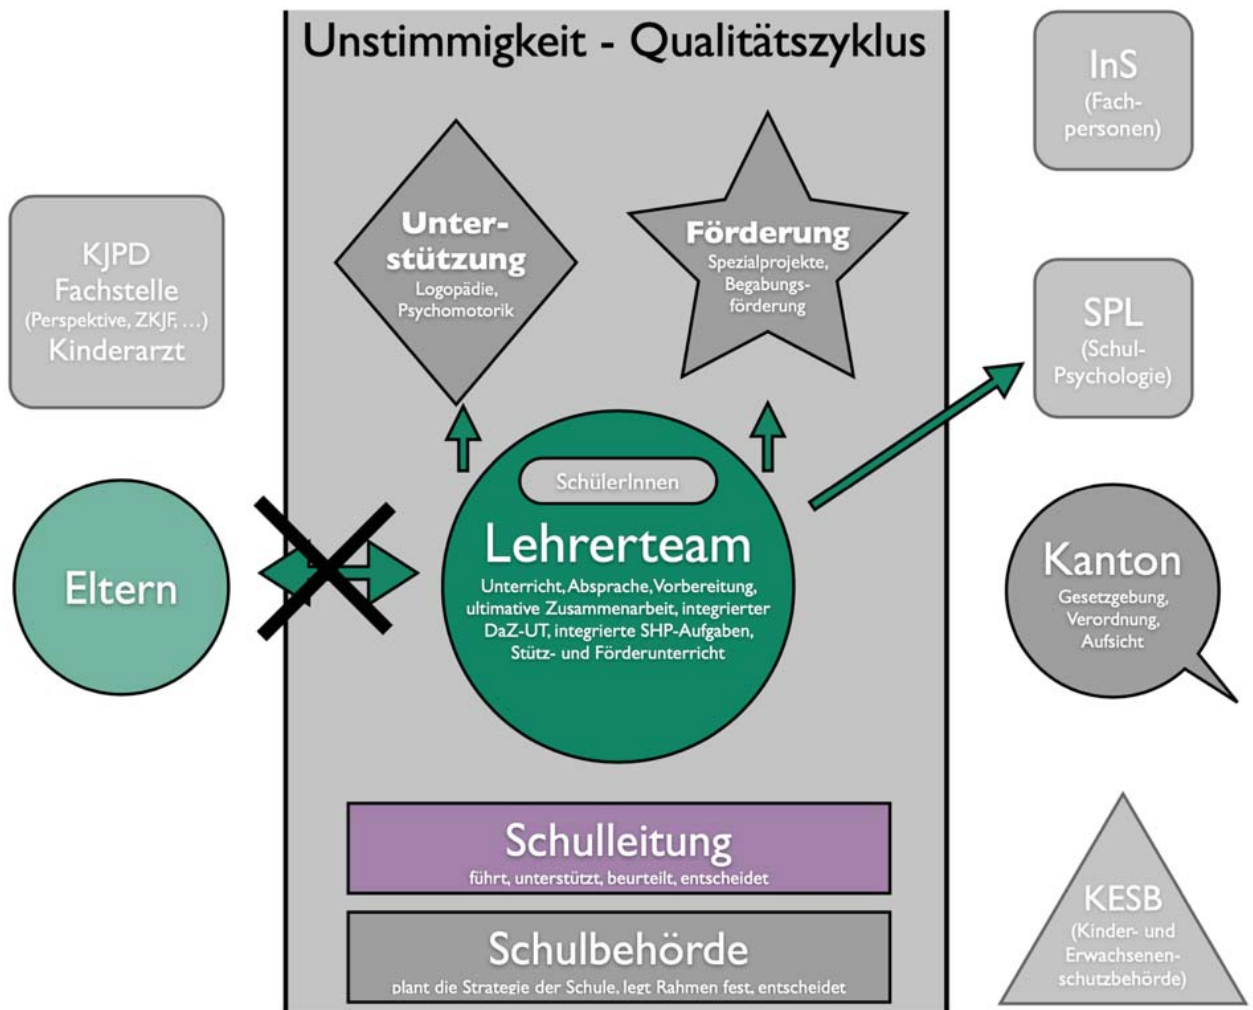 Unstimmigkeit - Qualitätszyklus
InS
(Fach-
personen)
Unter-
stützung
Logopädie,
Psychomotorik
Förderung
Spezialprojekte,
Begabungs-
förderung
KJPD
Fachstelle
(Perspektive, ZKJF, ...)
Kinderarzt
SPL
(Schul-
Psychologie)
Eltern
SchülerInnen
Lehrerteam
Unterricht, Absprache, Vorbereitung,
ultimative Zusammenarbeit, integrierter
DaZ-UT, integrierte SHP-Aufgaben,
Stütz- und Förderunterricht
Kanton
Gesetzgebung,
Verordnung,
Aufsicht
Schulleitung
führt, unterstützt, beurteilt, entscheidet
Schulbehörde
plant die Strategie der Schule, legt Rahmen fest, entscheidet
KESB
(Kinder- und
Erwachsenen-
schutzbehörde)